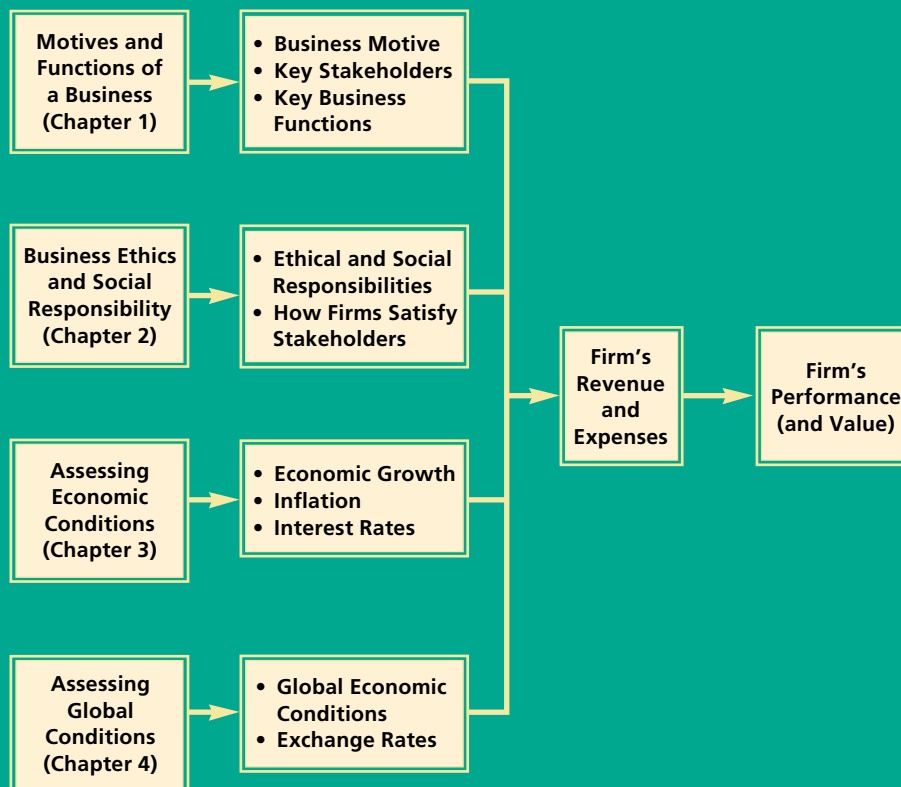 Motives and
Functions of
a Business
(Chapter 1)
• Business Motive
• Key Stakeholders
• Key Business
Functions
Business Ethics
and Social
Responsibility
(Chapter 2)
• Ethical and Social
Responsibilities
• How Firms Satisfy
Stakeholders
Assessing
Economic
Conditions
(Chapter 3)
• Economic Growth
• Inflation
• Interest Rates
Assessing
Global
Conditions
(Chapter 4)
• Global Economic
Conditions
• Exchange Rates
Firm’s
Revenue
and
Expenses
Firm’s
Performance
(and Value)